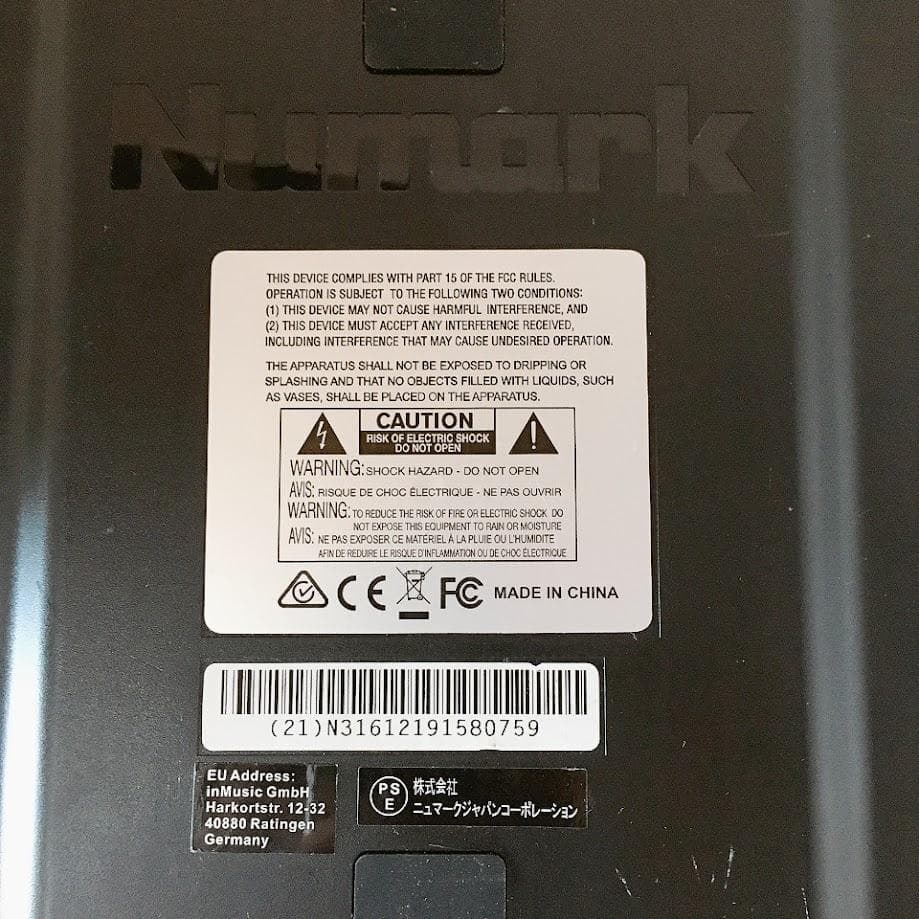 Numark
THIS DEVICE COMPLIES WITH PART 15 OF THE FCC RULES.
OPERATION IS SUBJECT TO THE FOLLOWING TWO CONDITIONS:
(1) THIS DEVICE MAY NOT CAUSE HARMFUL INTERFERENCE, AND
(2) THIS DEVICE MUST ACCEPT ANY INTERFERENCE RECEIVED,
INCLUDING INTERFERENCE THAT MAY CAUSE UNDESIRED OPERATION.
THE APPARATUS SHALL NOT BE EXPOSED TO DRIPPING OR
SPLASHING AND THAT NO OBJECTS FILLED WITH LIQUIDS, SUCH
AS VASES, SHALL BE PLACED ON THE APPARATUS.
CAUTION
RISK OF ELECTRIC SHOCK
DO NOT OPEN
WARNING: SHOCK HAZARD - DO NOT OPEN
AVIS: RISQUE DE CHOC ÉLECTRIQUE - NE PAS OUVRIR
WARNING: TO REDUCE THE RISK OF FIRE OR ELECTRIC SHOCK DO
NOT EXPOSE THIS EQUIPMENT TO RAIN OR MOISTURE
AVIS: NE PAS EXPOSER CE MATÉRIEL À LA PLUIE OU L'HUMIDITE
AFIN DE REDUIRE LE RISQUE D'INFLAMMATION OU DE CHOC ÉLECTRIQUE
CE FC MADE IN CHINA
(21)N31612191580759
EU Address:
inMusic GmbH
Harkortstr. 12-32
40880 Ratingen
Germany
PS
E
株式会社
ニュマークジャパンコーポレーション